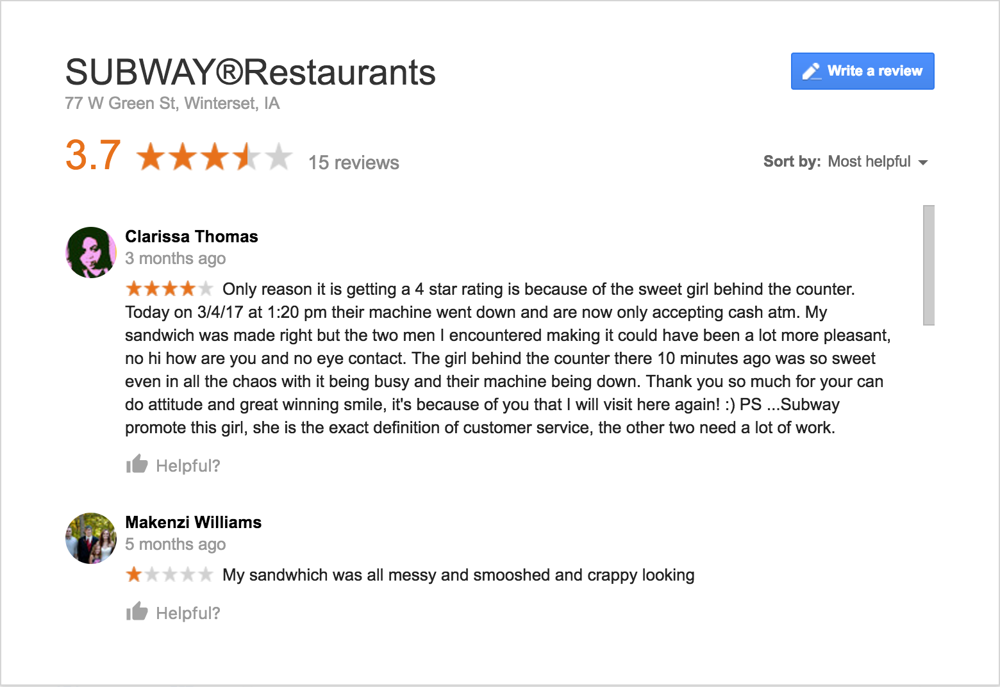 SUBWAY®Restaurants
Write a review
77 W Green St, Winterset, IA
3.7 15 reviews
Sort by: Most helpful
Clarissa Thomas
3 months ago
Only reason it is getting a 4 star rating is because of the sweet girl behind the counter.
Today on 3/4/17 at 1:20 pm their machine went down and are now only accepting cash atm. My
sandwich was made right but the two men I encountered making it could have been a lot more pleasant,
no hi how are you and no eye contact. The girl behind the counter there 10 minutes ago was so sweet
even in all the chaos with it being busy and their machine being down. Thank you so much for your can
do attitude and great winning smile, it's because of you that I will visit here again! :) PS ...Subway
promote this girl, she is the exact definition of customer service, the other two need a lot of work.
Helpful?
Makenzi Williams
5 months ago
My sandwhich was all messy and smooshed and crappy looking
Helpful?